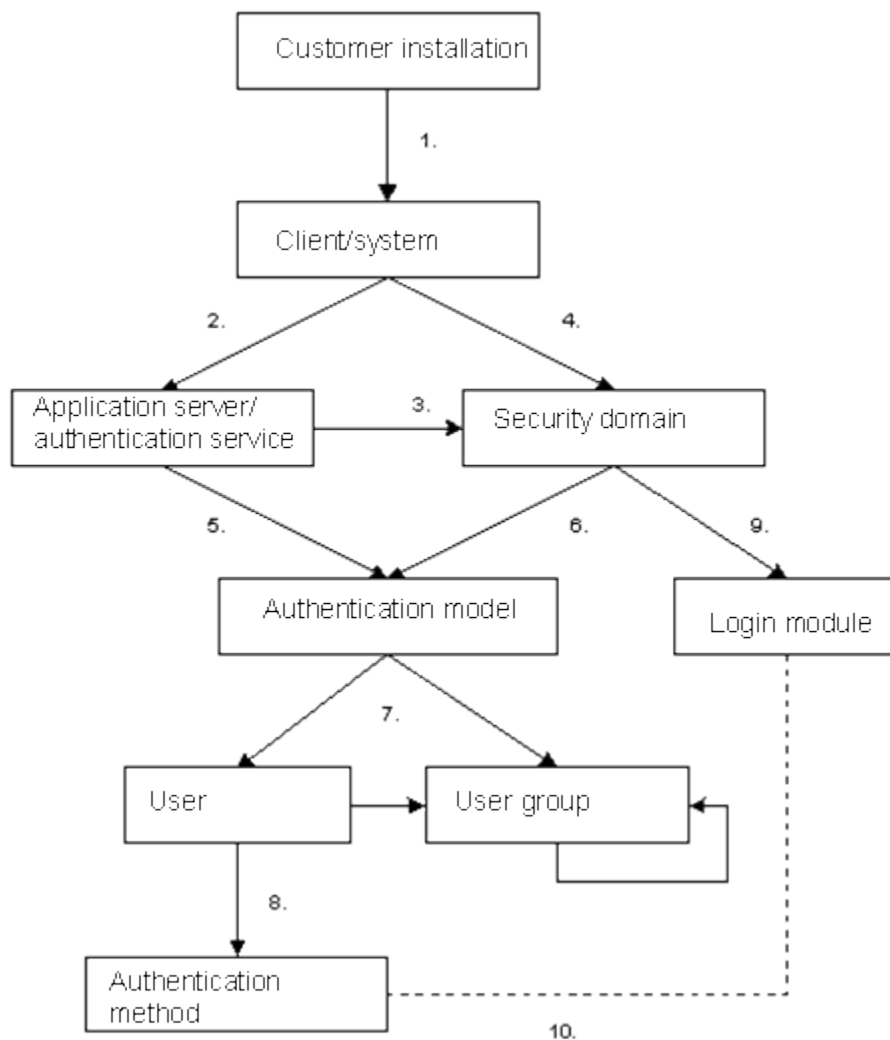 Customer installation
1.
Client/system
2.
4.
Application server/
authentication service
3.
Security domain
5.
6.
9.
Authentication model
Login module
7.
User
User group
8.
Authentication
method
10.